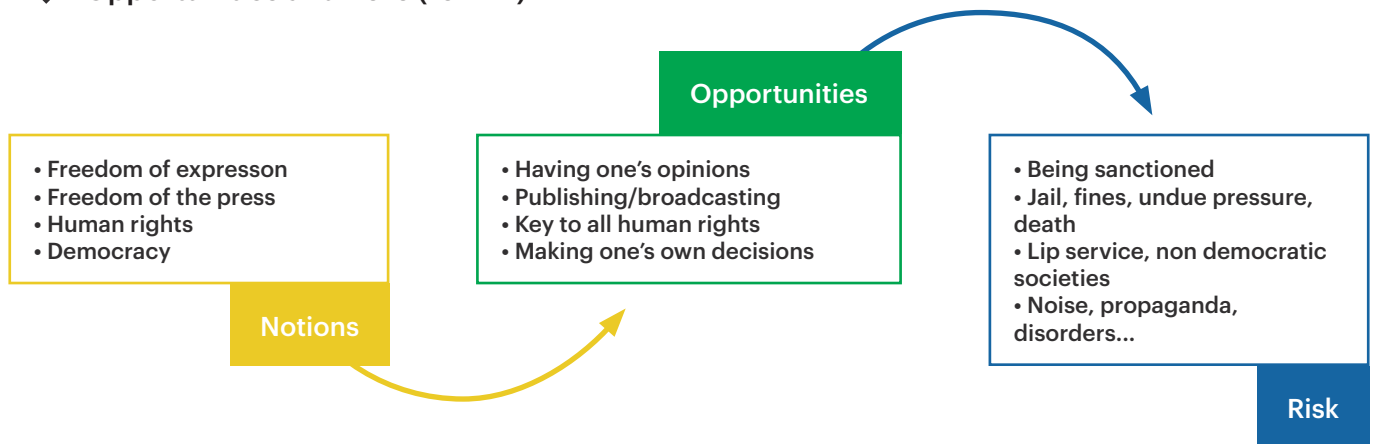 Opportunities
• Freedom of expresson
• Freedom of the press
• Human rights
• Democracy
Notions
• Having one's opinions
• Publishing/broadcasting
• Key to all human rights
• Making one's own decisions
• Being sanctioned
• Jail, fines, undue pressure,
death
• Lip service, non democratic
societies
• Noise, propaganda,
disorders...
Risk